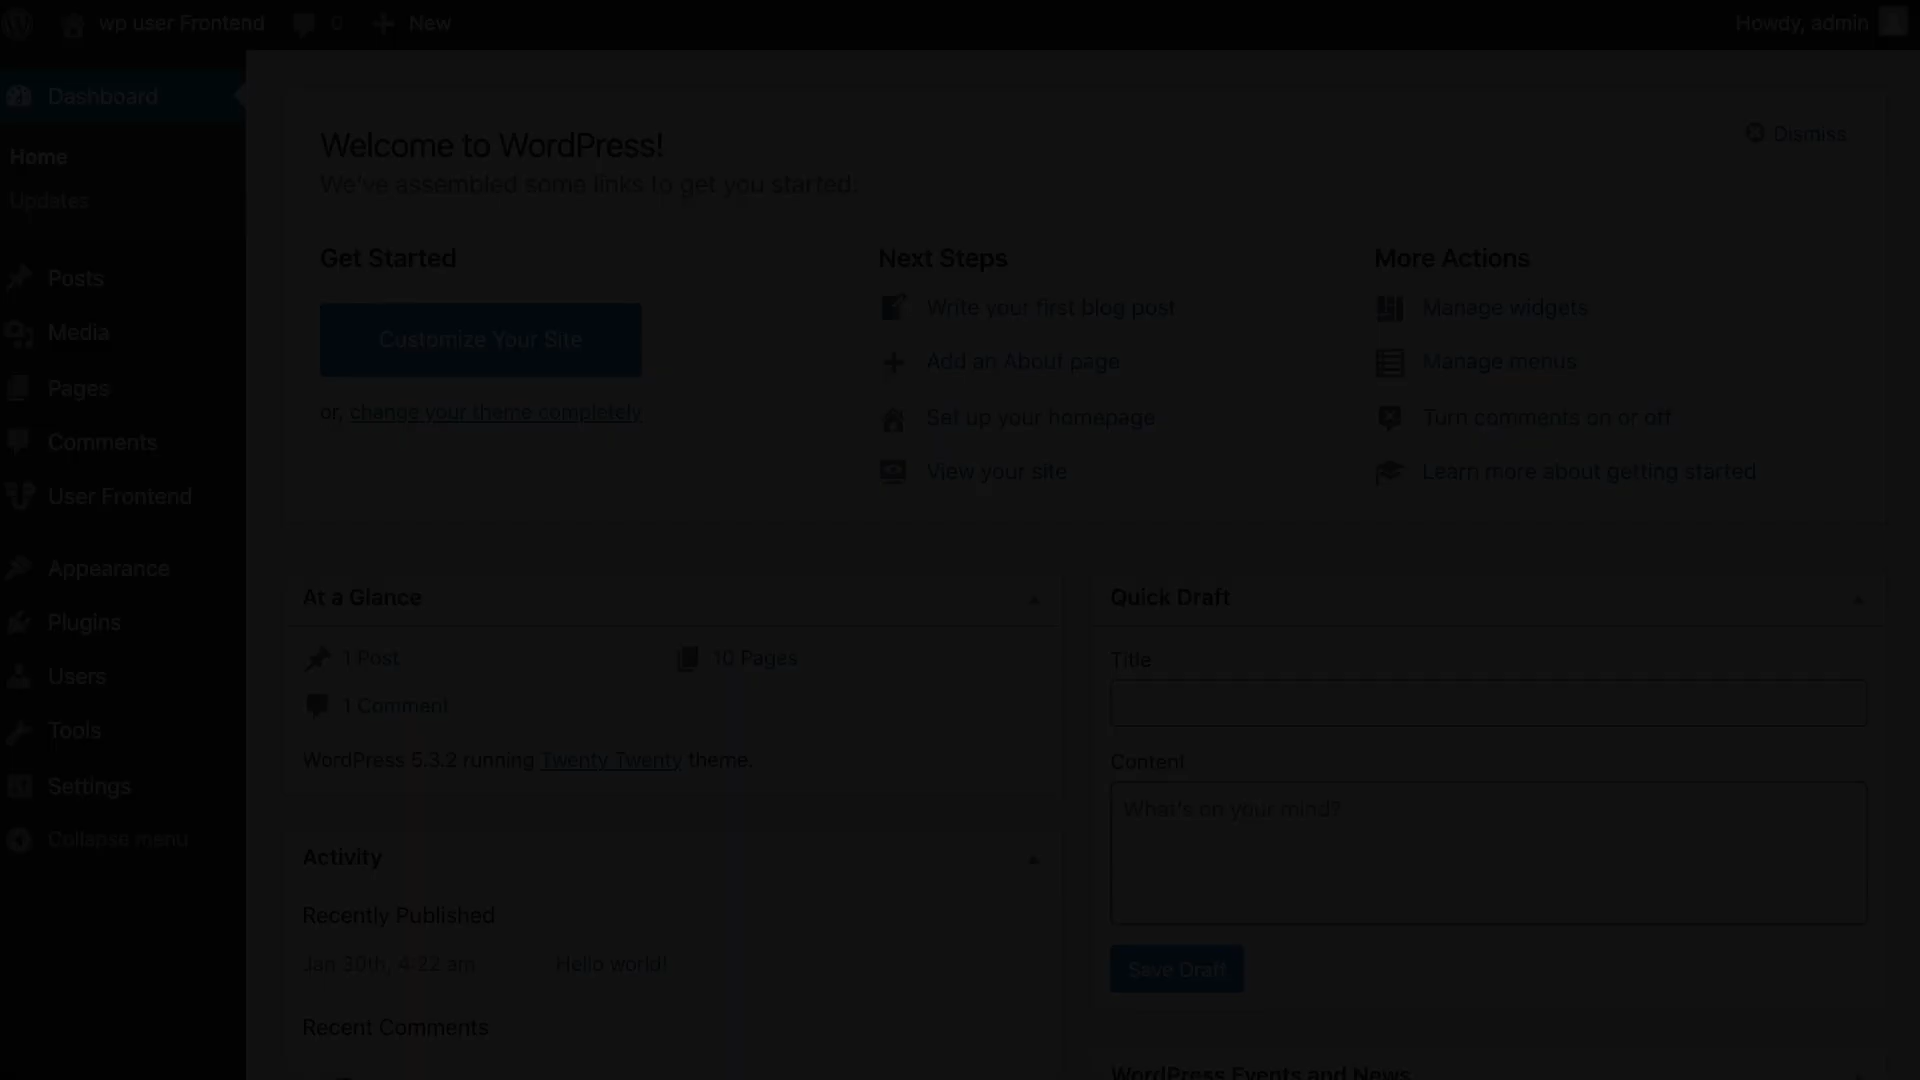 wp user Frontend 0 New Howdy, admin
Dashboard
Home
Updates
Posts
Media
Pages
Comments
User Frontend
Appearance
Plugins
Users
Tools
Settings
Collapse menu
Welcome to WordPress!
Dismiss
We've assembled some links to get you started:
Get Started
Customize Your Site
or, change your theme completely
Next Steps
Write your first blog post
Add an About page
Set up your homepage
View your site
More Actions
Manage widgets
Manage menus
Turn comments on or off
Learn more about getting started
At a Glance
1 Post
10 Pages
1 Comment
WordPress 5.3.2 running Twenty Twenty theme.
Activity
Recently Published
Jan 30th, 4:22 am Hello world!
Recent Comments
Quick Draft
Title
Content
What's on your mind?
Save Draft
WordPress Events and News